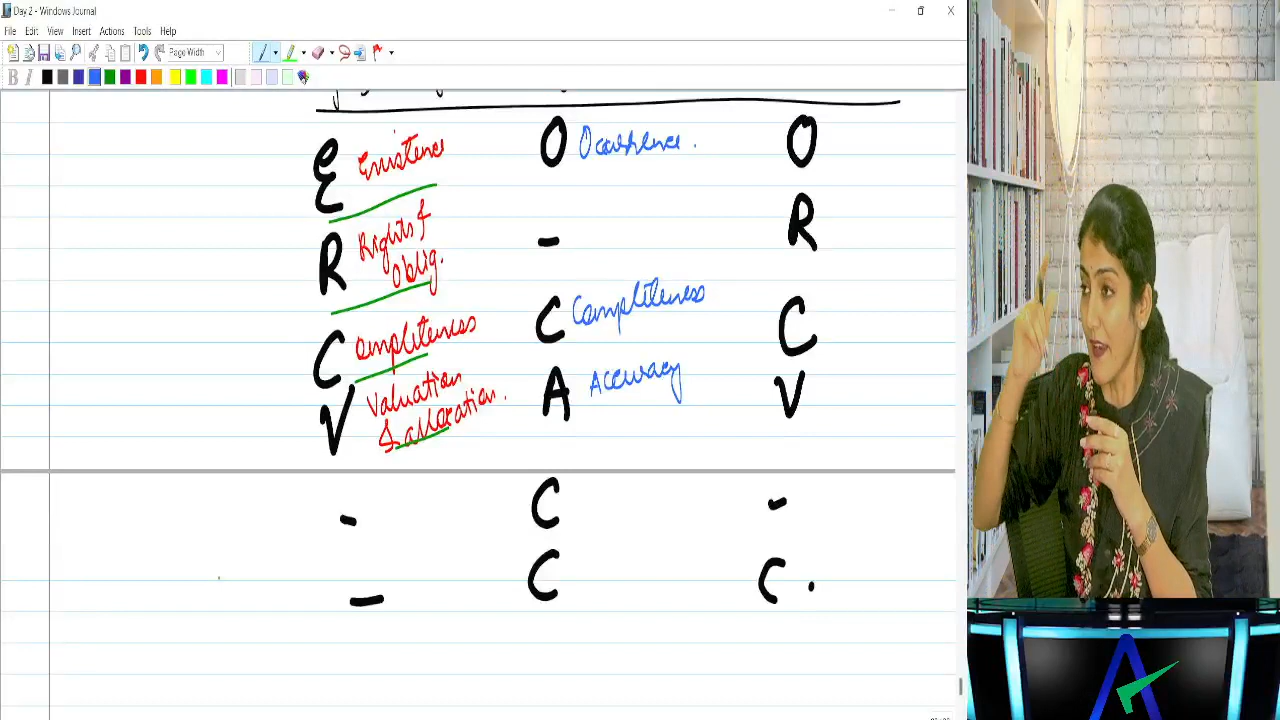 Day 2 - Windows Journal
File Edit View Insert Actions Tools Help
Page Width
B I
E Existence O Occurrence. O
R Rights & Oblig. - R
C ompleteness C Completeness C
V Valuation & allocation. A Accuracy V
- C -
- C C.